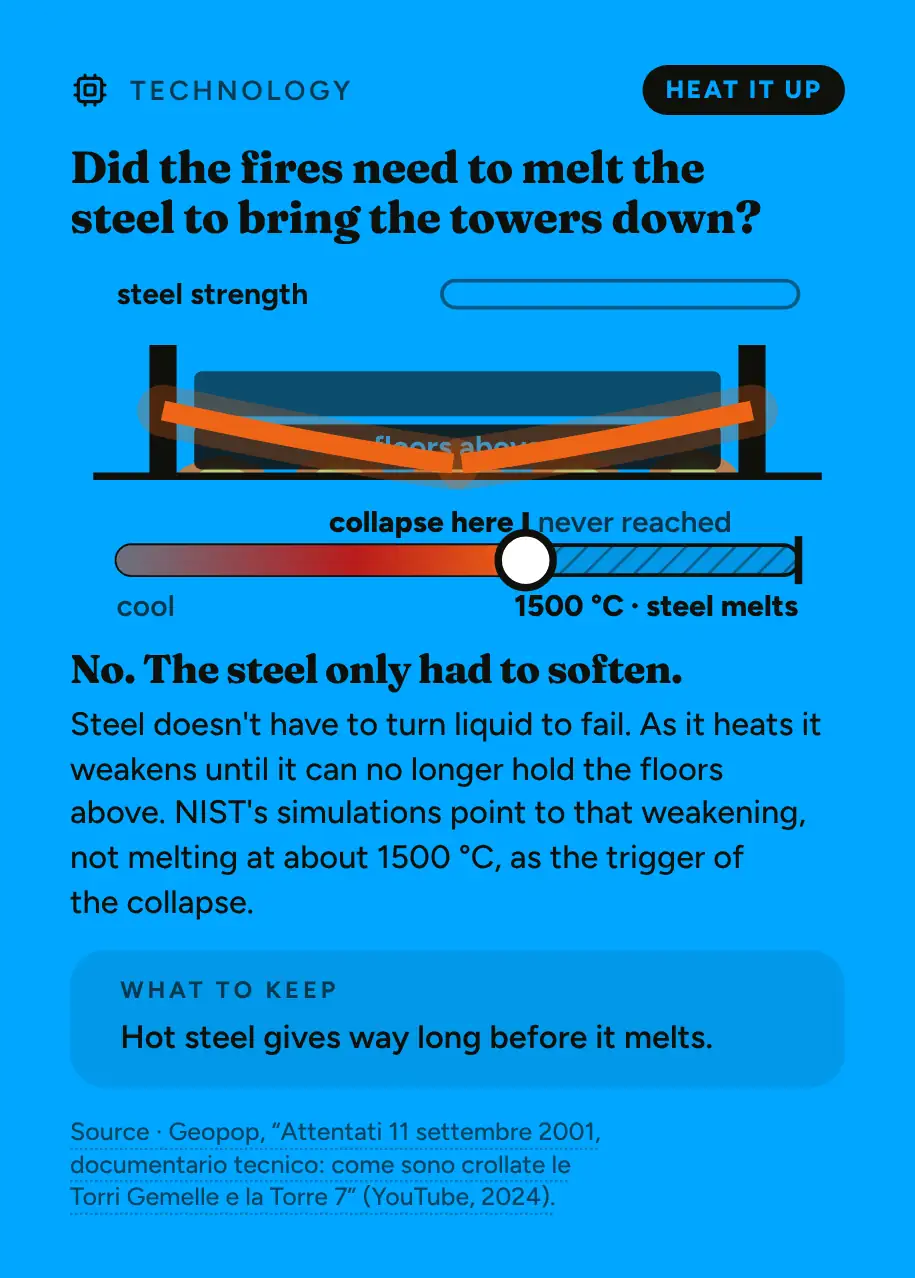 TECHNOLOGY
HEAT IT UP
Did the fires need to melt the
steel to bring the towers down?
steel strength
floors above
collapse here
never reached
cool
1500 °C · steel melts
No. The steel only had to soften.
Steel doesn't have to turn liquid to fail. As it heats it
weakens until it can no longer hold the floors
above. NIST's simulations point to that weakening,
not melting at about 1500 °C, as the trigger of
the collapse.
WHAT TO KEEP
Hot steel gives way long before it melts.
Source · Geopop, “Attentati 11 settembre 2001,
documentario tecnico: come sono crollate le
Torri Gemelle e la Torre 7” (YouTube, 2024).